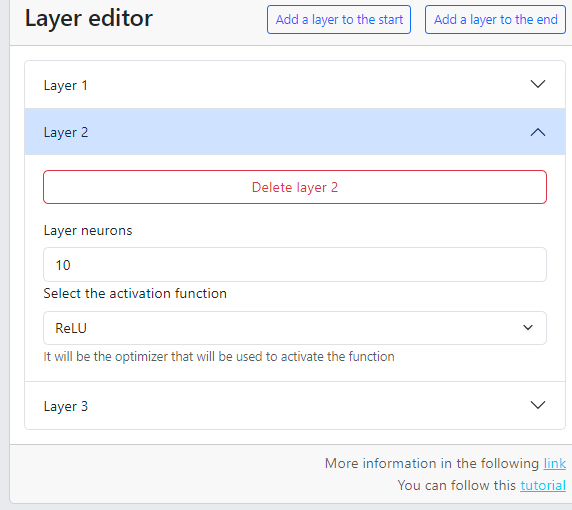 Layer editor
Add a layer to the start
Add a layer to the end
Layer 1
Layer 2
Delete layer 2
Layer neurons
10
Select the activation function
ReLU
It will be the optimizer that will be used to activate the function
Layer 3
More information in the following link
You can follow this tutorial